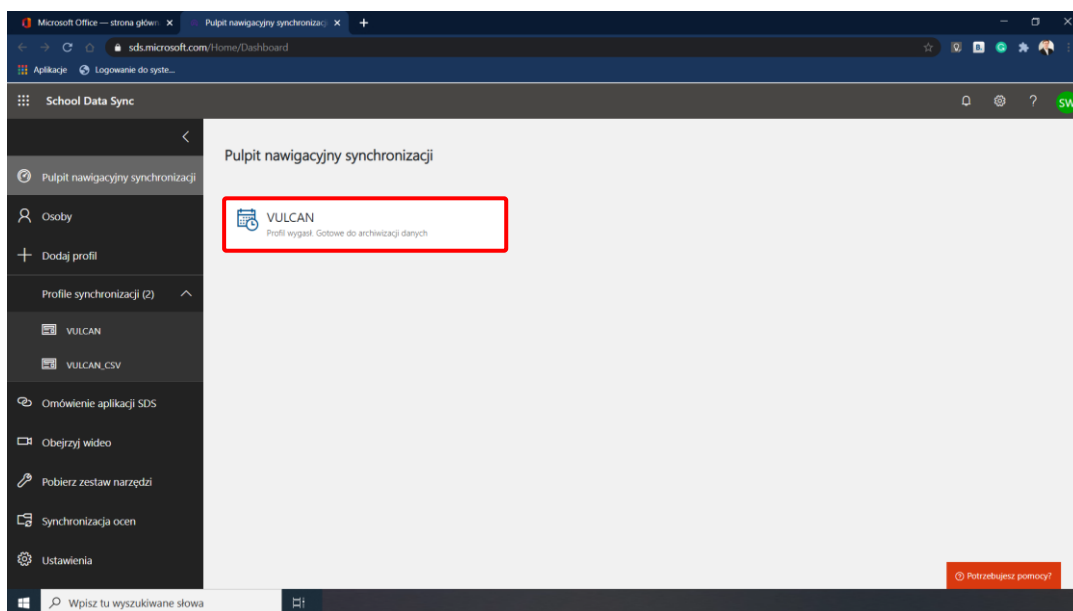 Microsoft Office — strona główn
Pulpit nawigacyjny synchronizacj
sds.microsoft.com/Home/Dashboard
Aplikacje
Logowanie do syste...
School Data Sync
SW
Pulpit nawigacyjny synchronizacji
Osoby
Dodaj profil
Profile synchronizacji (2)
VULCAN
VULCAN_CSV
Omówienie aplikacji SDS
Obejrzyj wideo
Pobierz zestaw narzędzi
Synchronizacja ocen
Ustawienia
Pulpit nawigacyjny synchronizacji
VULCAN
Profil wygasł. Gotowe do archiwizacji danych
Potrzebujesz pomocy?
Wpisz tu wyszukiwane słowa